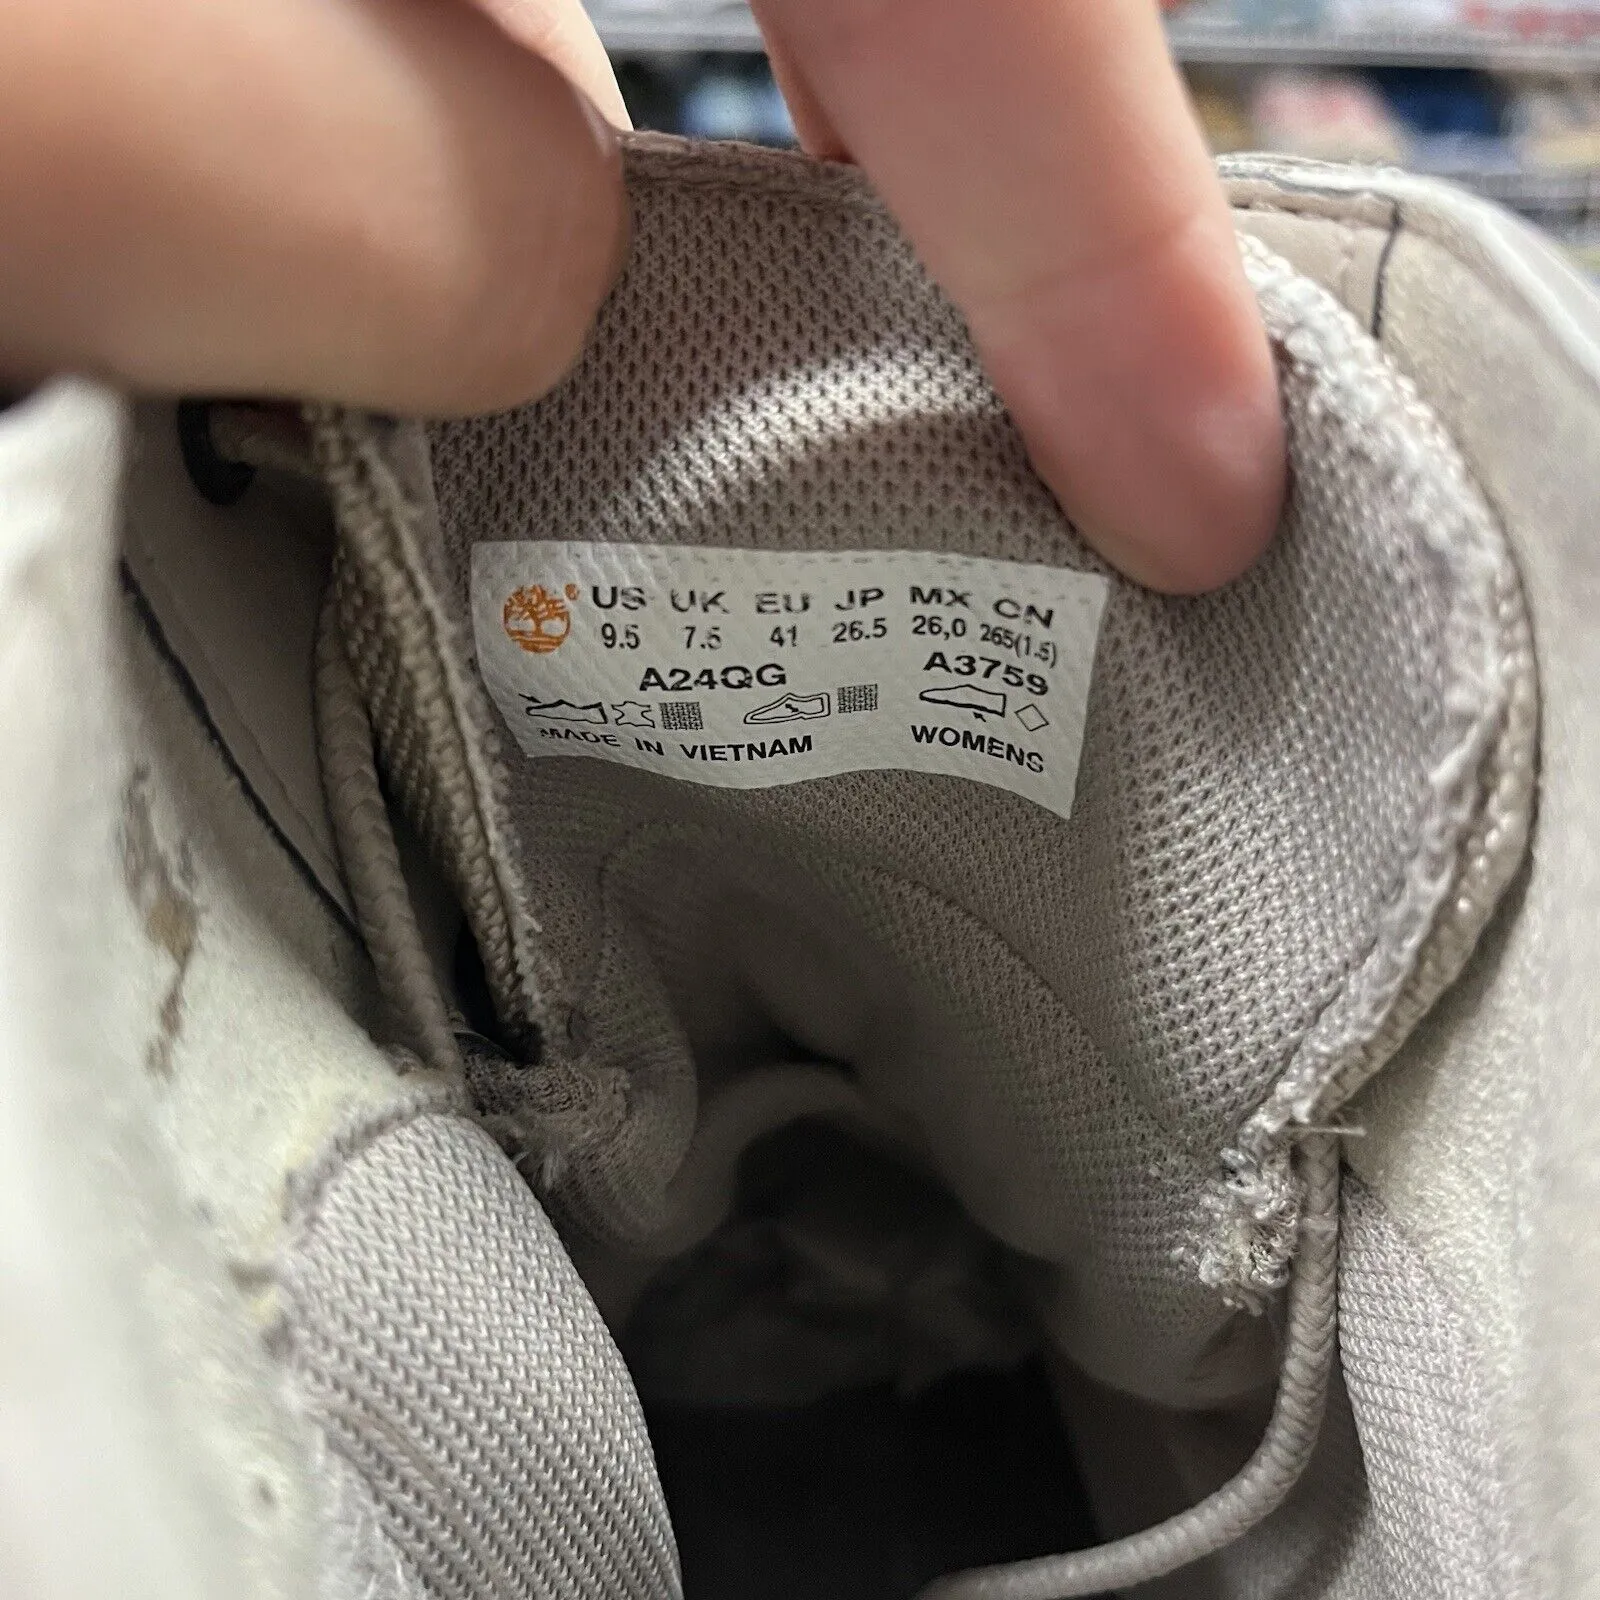 US UK EU JP MX CN
9.5 7.5 41 26.5 26,0 265(1.5)
A24QG A3759
MADE IN VIETNAM WOMENS